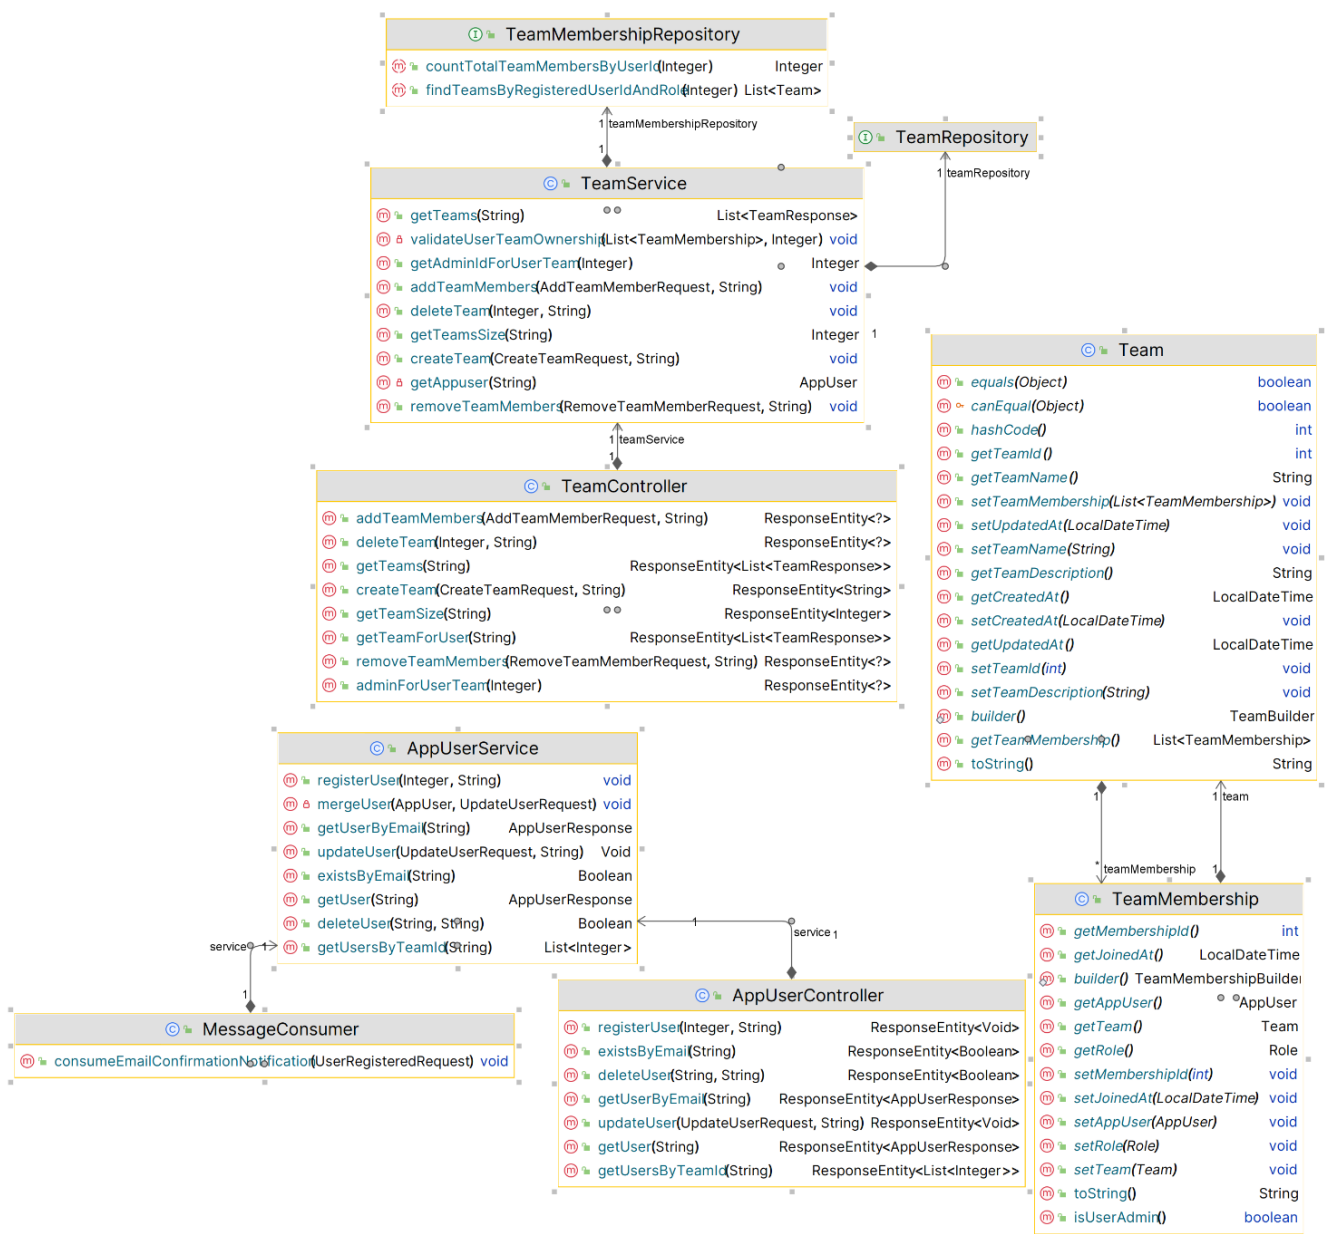 TeamMembershipRepository
countTotalTeamMembersByUserId(Integer) Integer
findTeamsByRegisteredUserIdAndRole(Integer) List<Team>
1 teamMembershipRepository
1
TeamRepository
1 teamRepository
TeamService
getTeams(String) List<TeamResponse>
validateUserTeamOwnership(List<TeamMembership>, Integer) void
getAdminIdForUserTeam(Integer) Integer
addTeamMembers(AddTeamMemberRequest, String) void
deleteTeam(Integer, String) void
getTeamsSize(String) Integer
1
createTeam(CreateTeamRequest, String) void
getAppuser(String) AppUser
removeTeamMembers(RemoveTeamMemberRequest, String) void
1 teamService
1
TeamController
addTeamMembers(AddTeamMemberRequest, String) ResponseEntity<?>
deleteTeam(Integer, String) ResponseEntity<?>
getTeams(String) ResponseEntity<List<TeamResponse>>
createTeam(CreateTeamRequest, String) ResponseEntity<String>
getTeamSize(String) ResponseEntity<Integer>
getTeamForUser(String) ResponseEntity<List<TeamResponse>>
removeTeamMembers(RemoveTeamMemberRequest, String) ResponseEntity<?>
adminForUserTeam(Integer) ResponseEntity<?>
Team
equals(Object) boolean
canEqual(Object) boolean
hashCode() int
getTeamId() int
getTeamName() String
setTeamMembership(List<TeamMembership>) void
setUpdatedAt(LocalDateTime) void
setTeamName(String) void
getTeamDescription() String
getCreatedAt() LocalDateTime
setCreatedAt(LocalDateTime) void
getUpdatedAt() LocalDateTime
setTeamId(int) void
setTeamDescription(String) void
builder() TeamBuilder
getTeamMembership() List<TeamMembership>
toString() String
1
1 team
* teamMembership
1
AppUserService
registerUser(Integer, String) void
mergeUser(AppUser, UpdateUserRequest) void
getUserByEmail(String) AppUserResponse
updateUser(UpdateUserRequest, String) Void
existsByEmail(String) Boolean
getUser(String) AppUserResponse
deleteUser(String, String) Boolean
getUsersByTeamId(String) List<Integer>
1
service 1
service 1
1
MessageConsumer
consumeEmailConfirmationNotification(UserRegisteredRequest) void
AppUserController
registerUser(Integer, String) ResponseEntity<Void>
existsByEmail(String) ResponseEntity<Boolean>
deleteUser(String, String) ResponseEntity<Boolean>
getUserByEmail(String) ResponseEntity<AppUserResponse>
updateUser(UpdateUserRequest, String) ResponseEntity<Void>
getUser(String) ResponseEntity<AppUserResponse>
getUsersByTeamId(String) ResponseEntity<List<Integer>>
TeamMembership
getMembershipId() int
getJoinedAt() LocalDateTime
builder() TeamMembershipBuilder
getAppUser() AppUser
getTeam() Team
getRole() Role
setMembershipId(int) void
setJoinedAt(LocalDateTime) void
setAppUser(AppUser) void
setRole(Role) void
setTeam(Team) void
toString() String
isUserAdmin() boolean